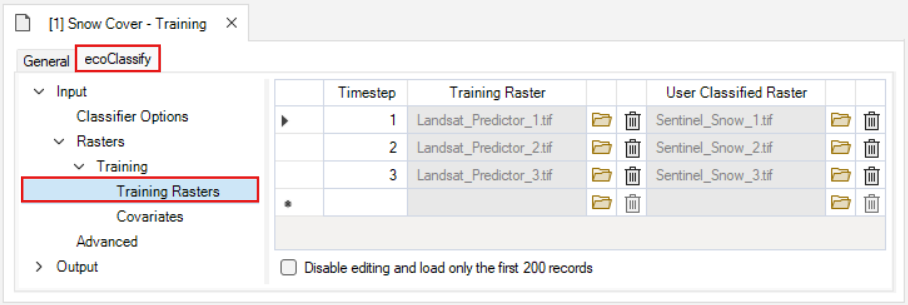 [1] Snow Cover - Training
General ecoClassify
Input
Classifier Options
Rasters
Training
Training Rasters
Covariates
Advanced
Output
Timestep Training Raster User Classified Raster
1 Landsat_Predictor_1.tif Sentinel_Snow_1.tif
2 Landsat_Predictor_2.tif Sentinel_Snow_2.tif
3 Landsat_Predictor_3.tif Sentinel_Snow_3.tif
Disable editing and load only the first 200 records